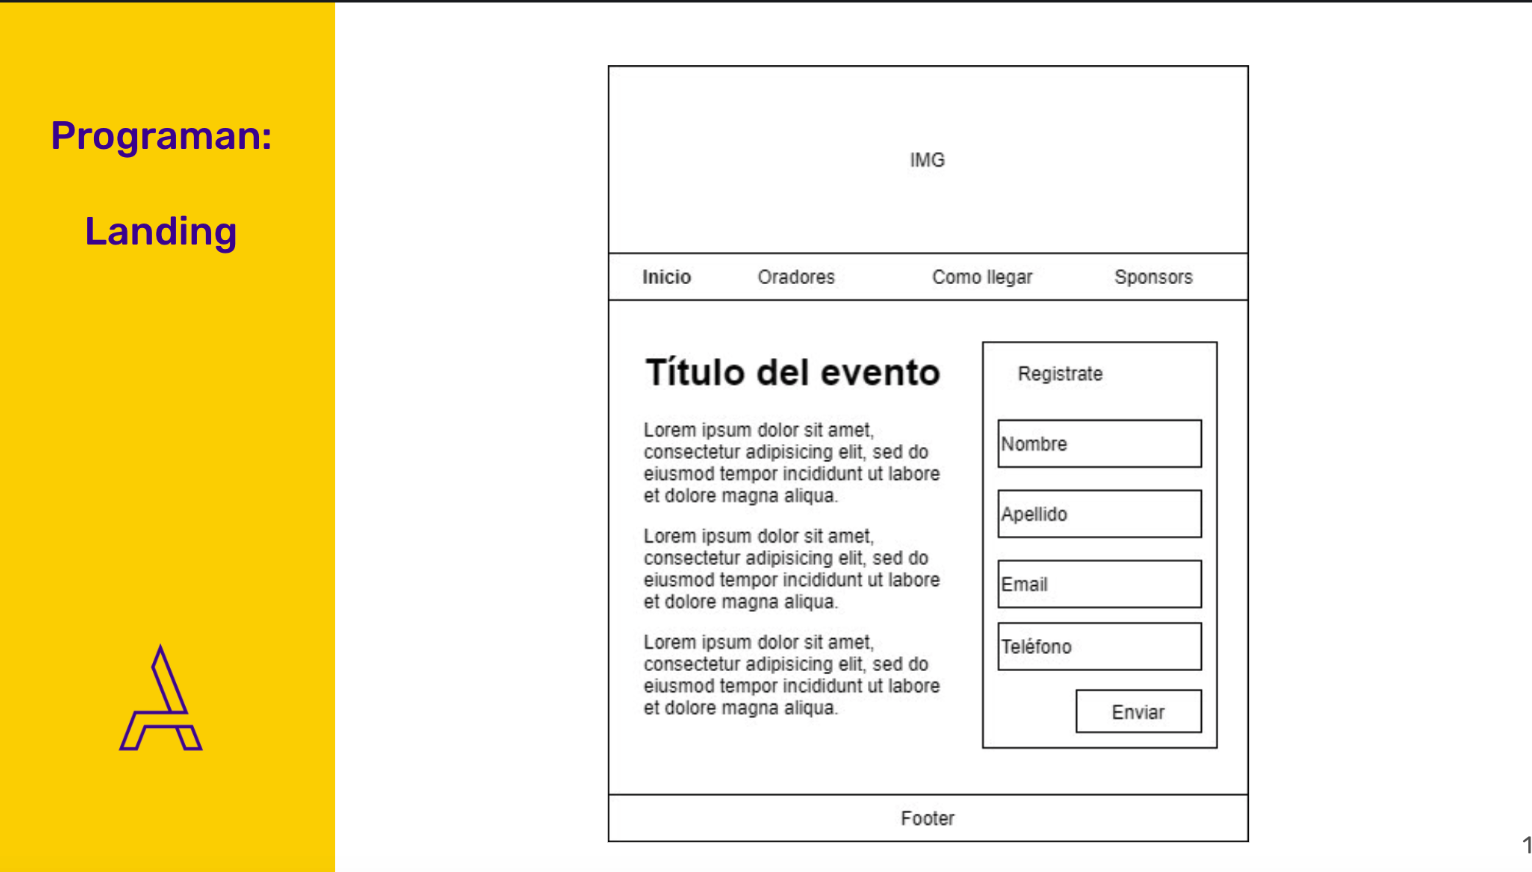 Programan:
Landing
IMG
Inicio Oradores Como llegar Sponsors
Título del evento
Lorem ipsum dolor sit amet,
consectetur adipisicing elit, sed do
eiusmod tempor incididunt ut labore
et dolore magna aliqua.
Lorem ipsum dolor sit amet,
consectetur adipisicing elit, sed do
eiusmod tempor incididunt ut labore
et dolore magna aliqua.
Lorem ipsum dolor sit amet,
consectetur adipisicing elit, sed do
eiusmod tempor incididunt ut labore
et dolore magna aliqua.
Registrate
Nombre
Apellido
Email
Teléfono
Enviar
Footer
1